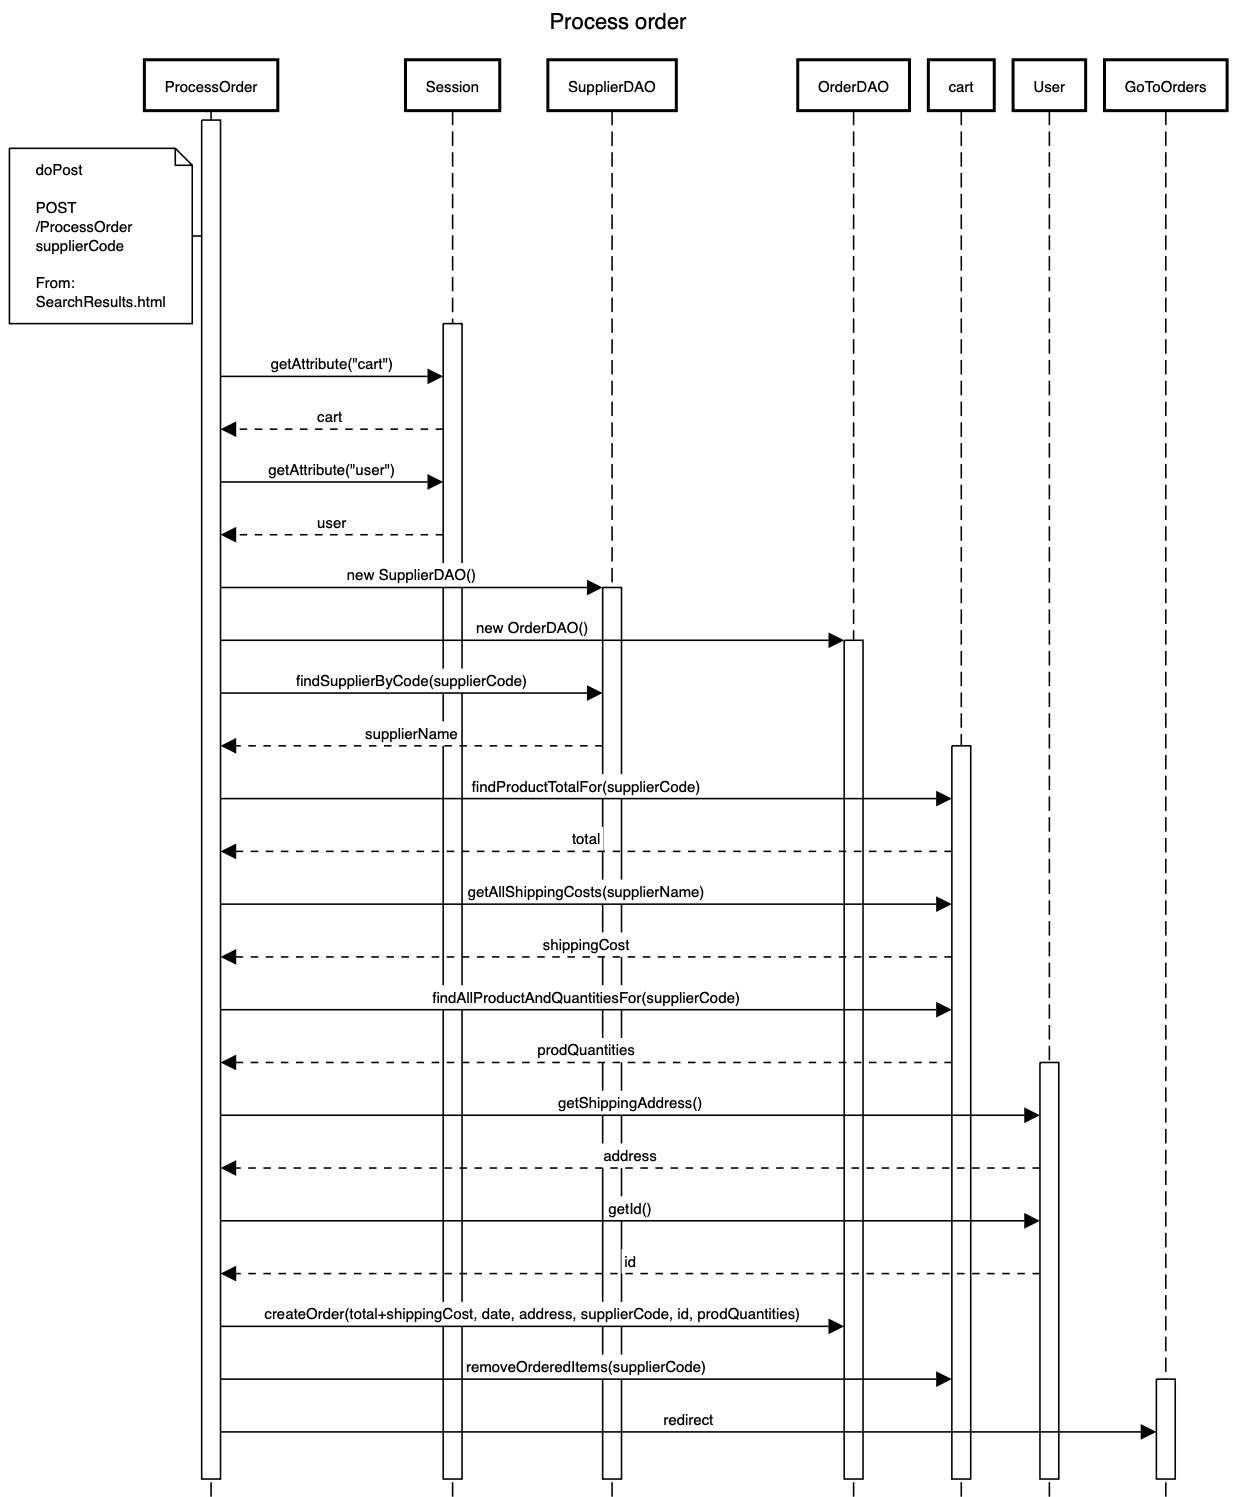 Process order
ProcessOrder
Session
SupplierDAO
OrderDAO
cart
User
GoToOrders
doPost
POST
/ProcessOrder
supplierCode
From:
SearchResults.html
getAttribute("cart")
cart
getAttribute("user")
user
new SupplierDAO()
new OrderDAO()
findSupplierByCode(supplierCode)
supplierName
findProductTotalFor(supplierCode)
total
getAllShippingCosts(supplierName)
shippingCost
findAllProductAndQuantitiesFor(supplierCode)
prodQuantities
getShippingAddress()
address
getId()
id
createOrder(total+shippingCost, date, address, supplierCode, id, prodQuantities)
removeOrderedItems(supplierCode)
redirect